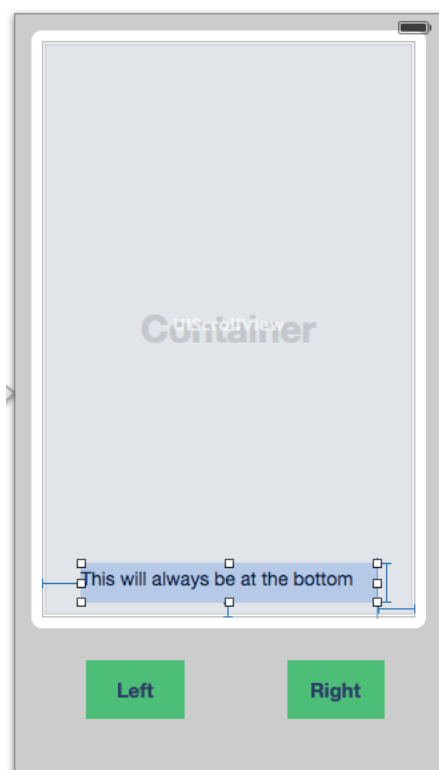 UIScrollView
Container
This will always be at the bottom
Left
Right